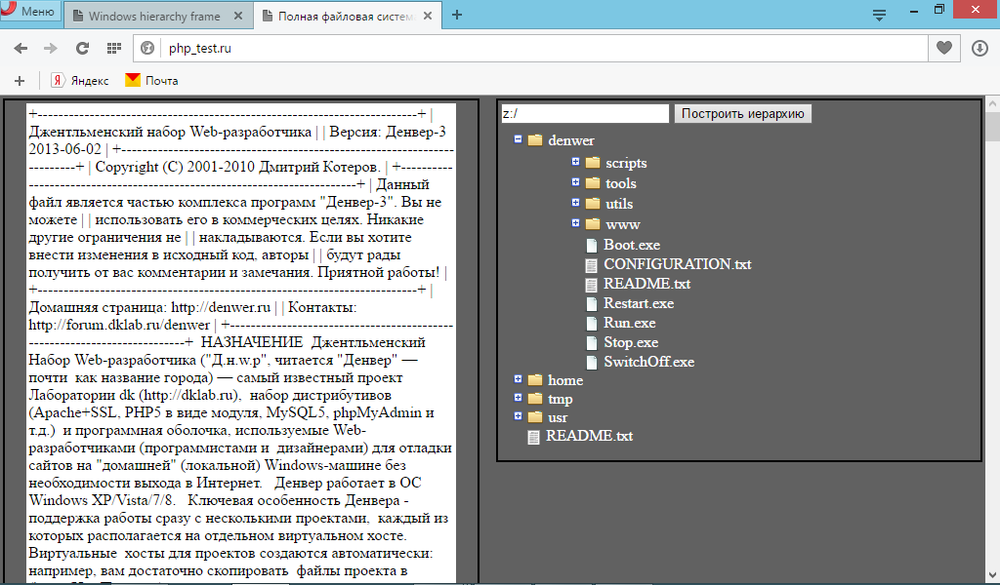 Меню
Windows hierarchy frame
Полная файловая систем
php_test.ru
Яндекс
Почта
+-----------------------------------------------------------------------+ |
Джентльменский набор Web-разработчика | | Версия: Денвер-3
2013-06-02 | +-----------------------------------------------------------------
---------+ | Copyright (C) 2001-2010 Дмитрий Котеров. | +----------
-------------------------------------------------------------+ | Данный
файл является частью комплекса программ "Денвер-3". Вы не
можете | | использовать его в коммерческих целях. Никакие
другие ограничения не | | накладываются. Если вы хотите
внести изменения в исходный код, авторы | | будут рады
получить от вас комментарии и замечания. Приятной работы! |
+-----------------------------------------------------------------------+ |
Домашняя страница: http://denwer.ru | | Контакты:
http://forum.dklab.ru/denwer | +-------------------------------------------
------------------------------+ НАЗНАЧЕНИЕ Джентльменский
Набор Web-разработчика ("Д.н.w.р", читается "Денвер" —
почти как название города) — самый известный проект
Лаборатории dk (http://dklab.ru), набор дистрибутивов
(Apache+SSL, PHP5 в виде модуля, MySQL5, phpMyAdmin и
т.д.) и программная оболочка, используемые Web-
разработчиками (программистами и дизайнерами) для отладки
сайтов на "домашней" (локальной) Windows-машине без
необходимости выхода в Интернет. Денвер работает в ОС
Windows XP/Vista/7/8. Ключевая особенность Денвера -
поддержка работы сразу с несколькими проектами, каждый из
которых располагается на отдельном виртуальном хосте.
Виртуальные хосты для проектов создаются автоматически:
например, вам достаточно скопировать файлы проекта в
z:/
Построить иерархию
denwer
scripts
tools
utils
www
Boot.exe
CONFIGURATION.txt
README.txt
Restart.exe
Run.exe
Stop.exe
SwitchOff.exe
home
tmp
usr
README.txt